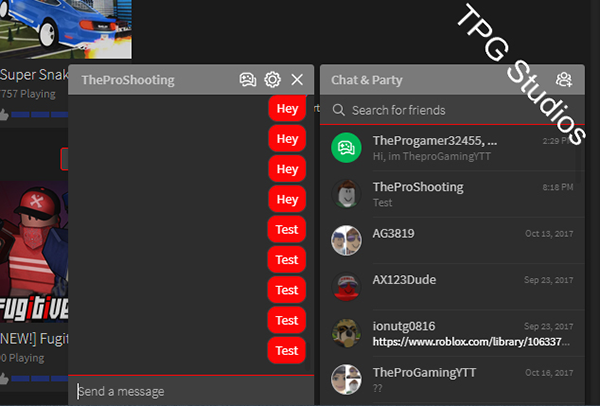 TPG Studios
Super Snak
757 Playing
NEW!] Fugit
90 Playing
FUGITIVE
TheProShooting
Hey
Hey
Hey
Hey
Test
Test
Test
Test
Test
Send a message
Chat & Party
Search for friends
TheProgamer32455, ...
2:29 PM
Hi, im TheproGamingYTT
TheProShooting
8:18 PM
Test
AG3819
Oct 13, 2017
AX123Dude
Sep 23, 2017
ionutg0816
Sep 23, 2017
https://www.roblox.com/library/106337...
TheProGamingYTT
Oct 16, 2017
??